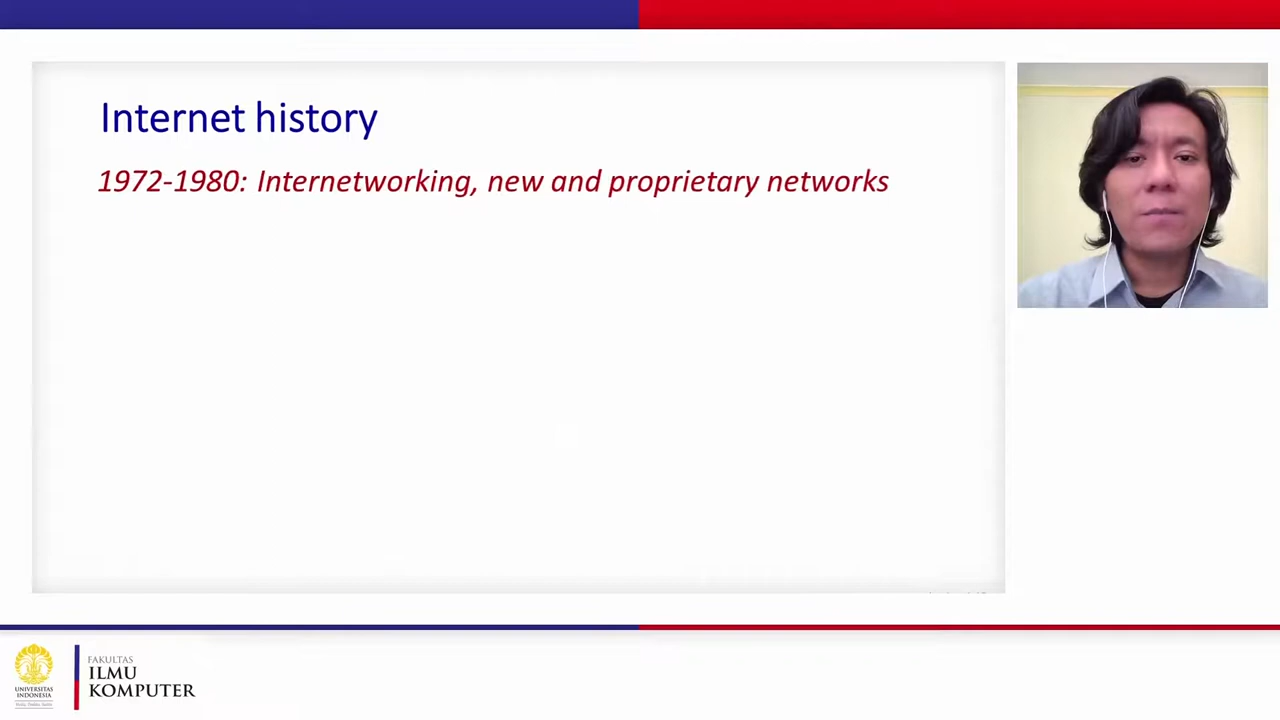 Internet history
1972-1980: Internetworking, new and proprietary networks
UNIVERSITAS
INDONESIA
FAKULTAS
ILMU
KOMPUTER